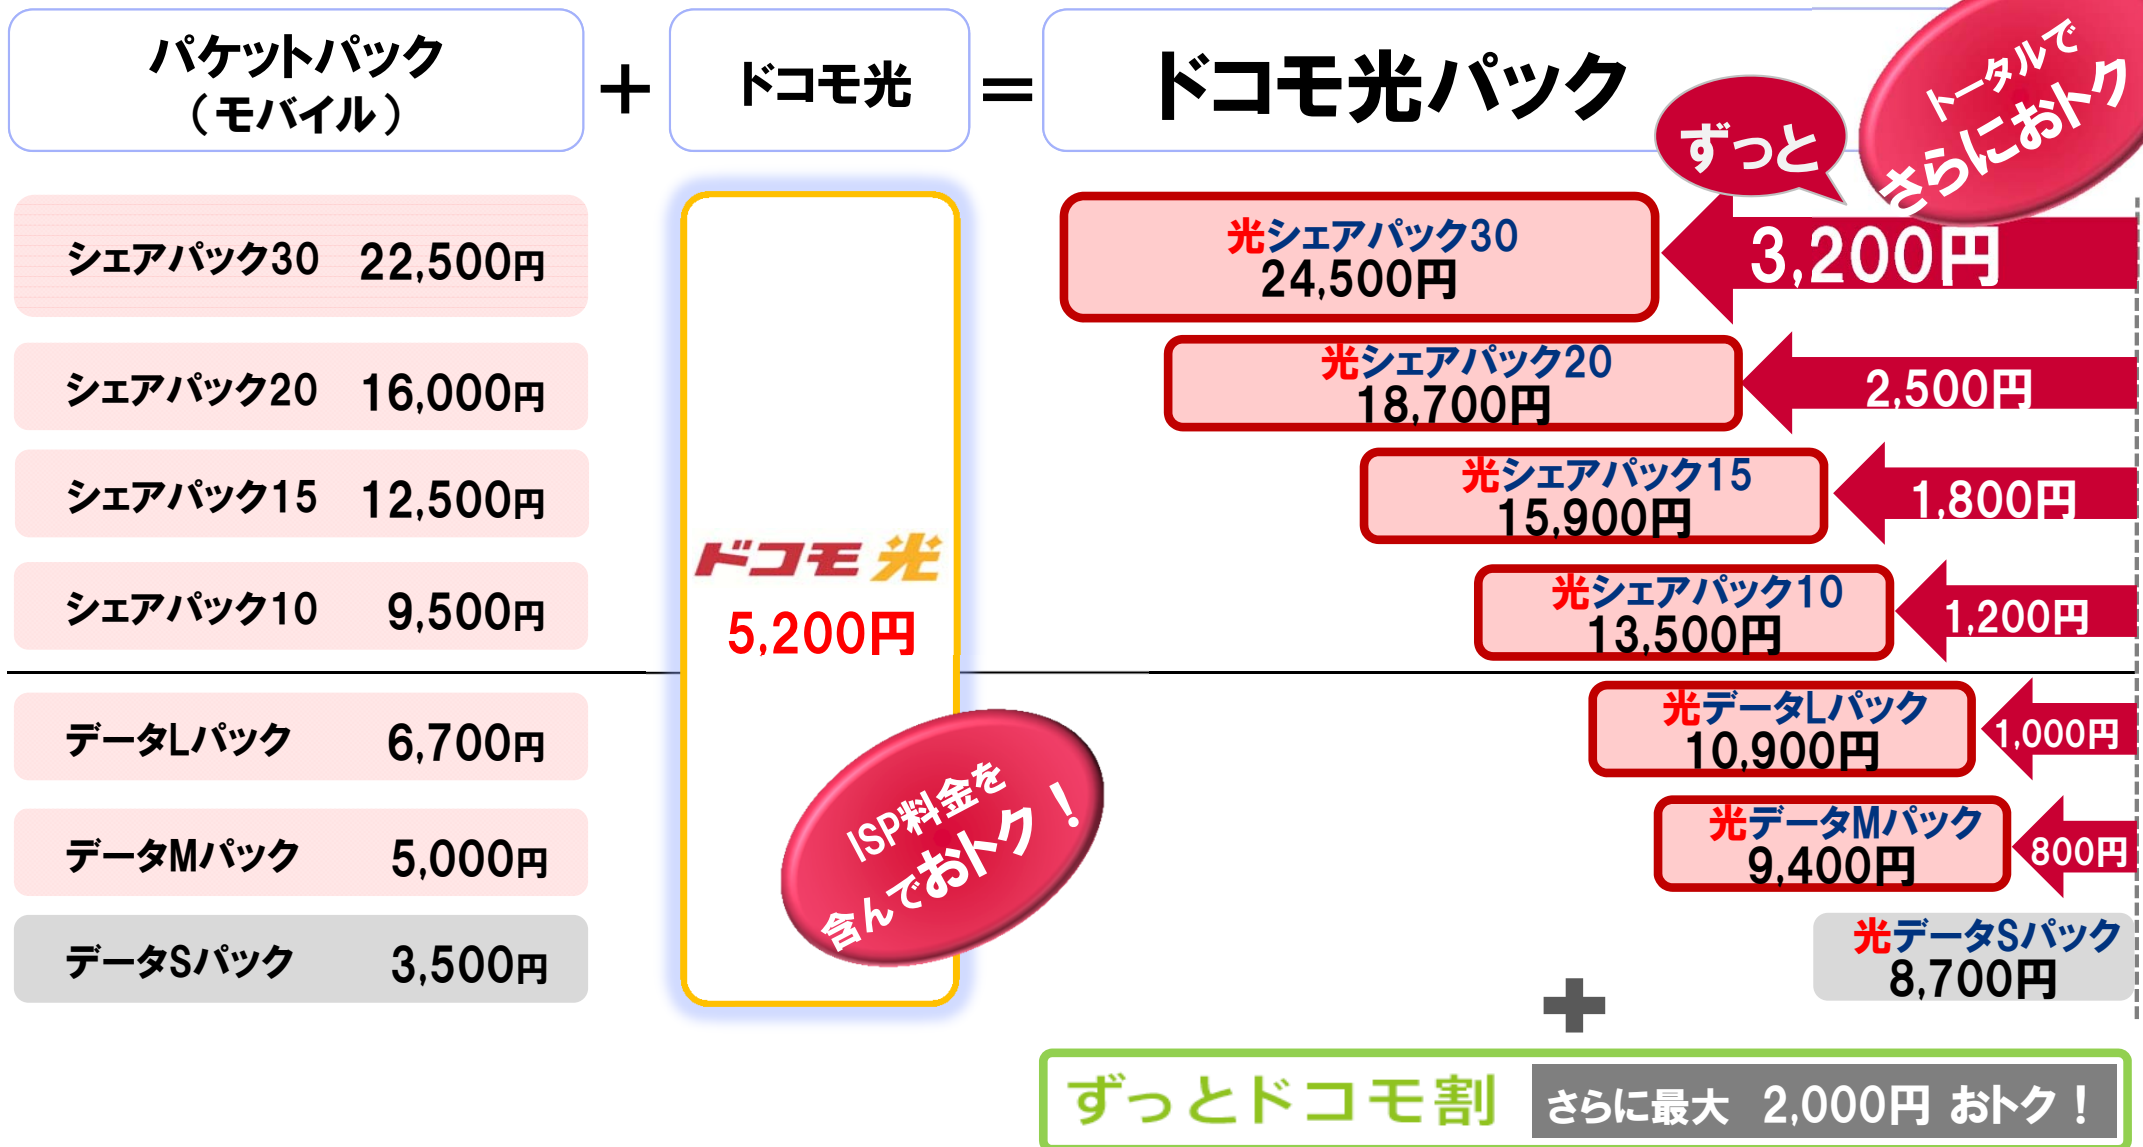 パケットパック
（モバイル）
＋
ドコモ光
＝
ドコモ光パック
ずっと
トータルで
さらにおトク
シェアパック30 22,500円
シェアパック20 16,000円
シェアパック15 12,500円
シェアパック10 9,500円
データLパック 6,700円
データMパック 5,000円
データSパック 3,500円
ドコモ光
5,200円
ISP料金を
含んでおトク！
光シェアパック30
24,500円
3,200円
光シェアパック20
18,700円
2,500円
光シェアパック15
15,900円
1,800円
光シェアパック10
13,500円
1,200円
光データLパック
10,900円
1,000円
光データMパック
9,400円
800円
光データSパック
8,700円
＋
ずっとドコモ割 さらに最大 2,000円 おトク！